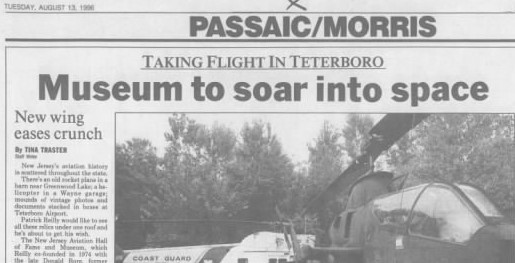 TUESDAY, AUGUST 13, 1996
PASSAIC/MORRIS
TAKING FLIGHT IN TETERBORO
Museum to soar into space
New wing
eases crunch
By TINA TRASTER
Staff Writer
New Jersey's aviation history
is scattered throughout the state.
There's an old rocket plane in a
barn near Greenwood Lake; a he-
licopter in a Wayne garage;
mounds of vintage photos and
documents stacked in boxes at
Teterboro Airport.
Patrick Reilly would like to see
all these relics under one roof and
he's about to get his wish.
The New Jersey Aviation Hall
of Fame and Museum, which
Reilly co-founded in 1974 with
the late Donald Borg, former
COAST GUARD